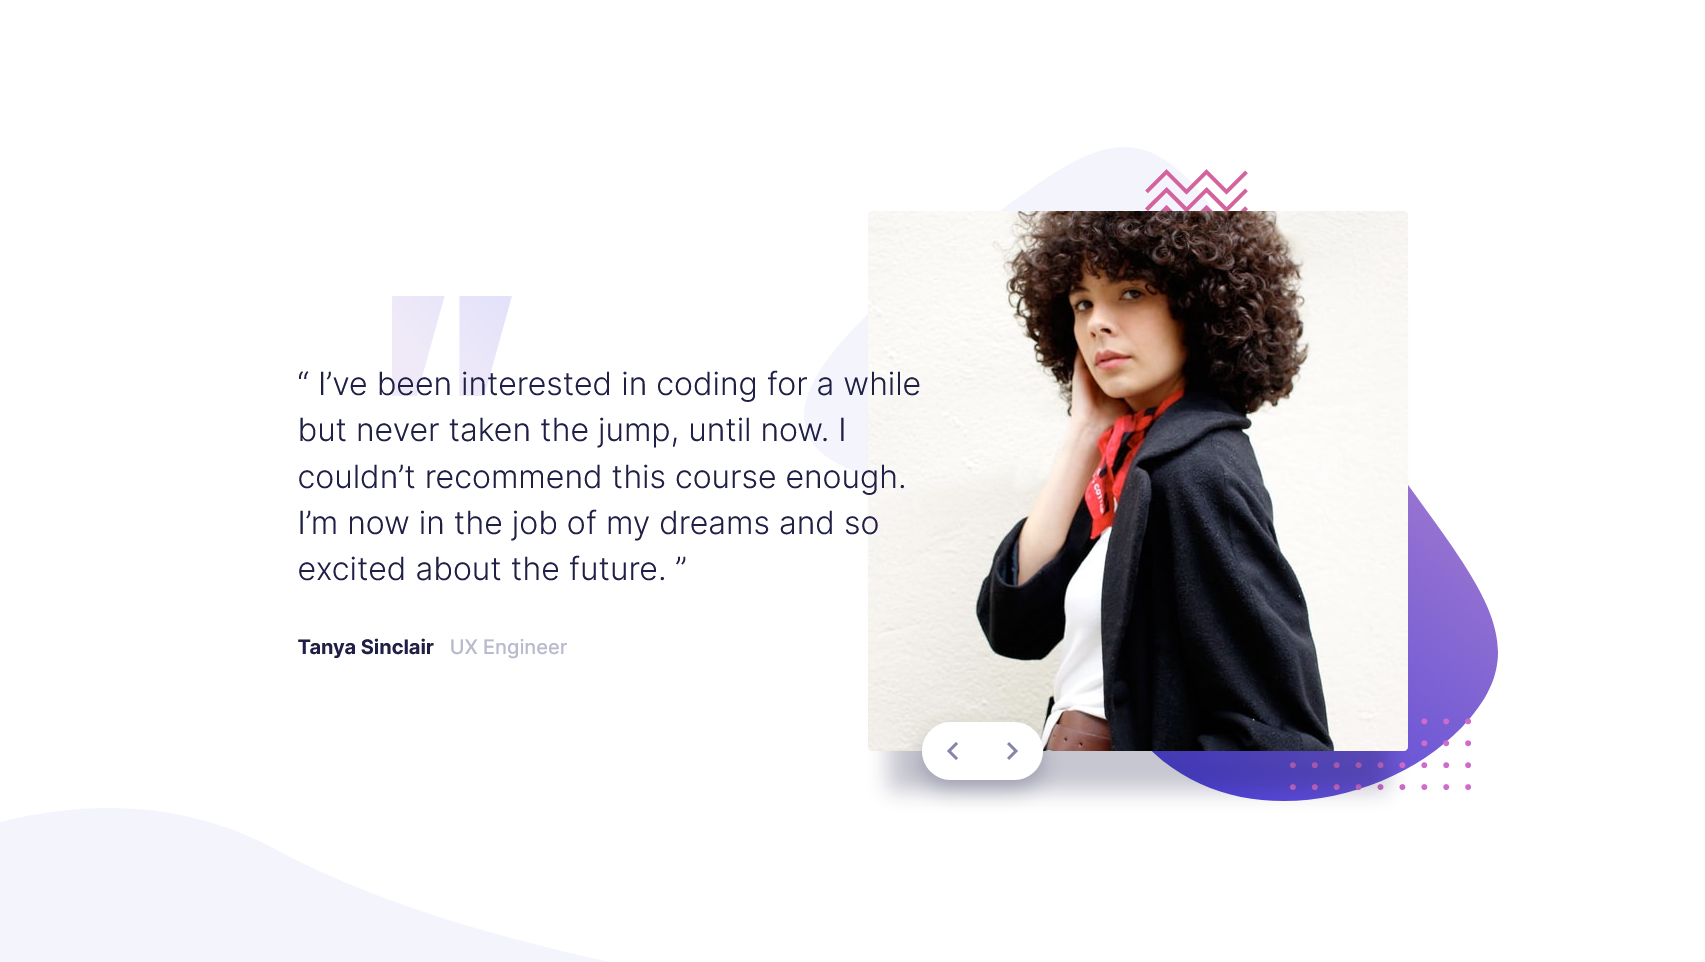 “ I’ve been interested in coding for a while
but never taken the jump, until now. I
couldn’t recommend this course enough.
I’m now in the job of my dreams and so
excited about the future. ”
Tanya Sinclair UX Engineer